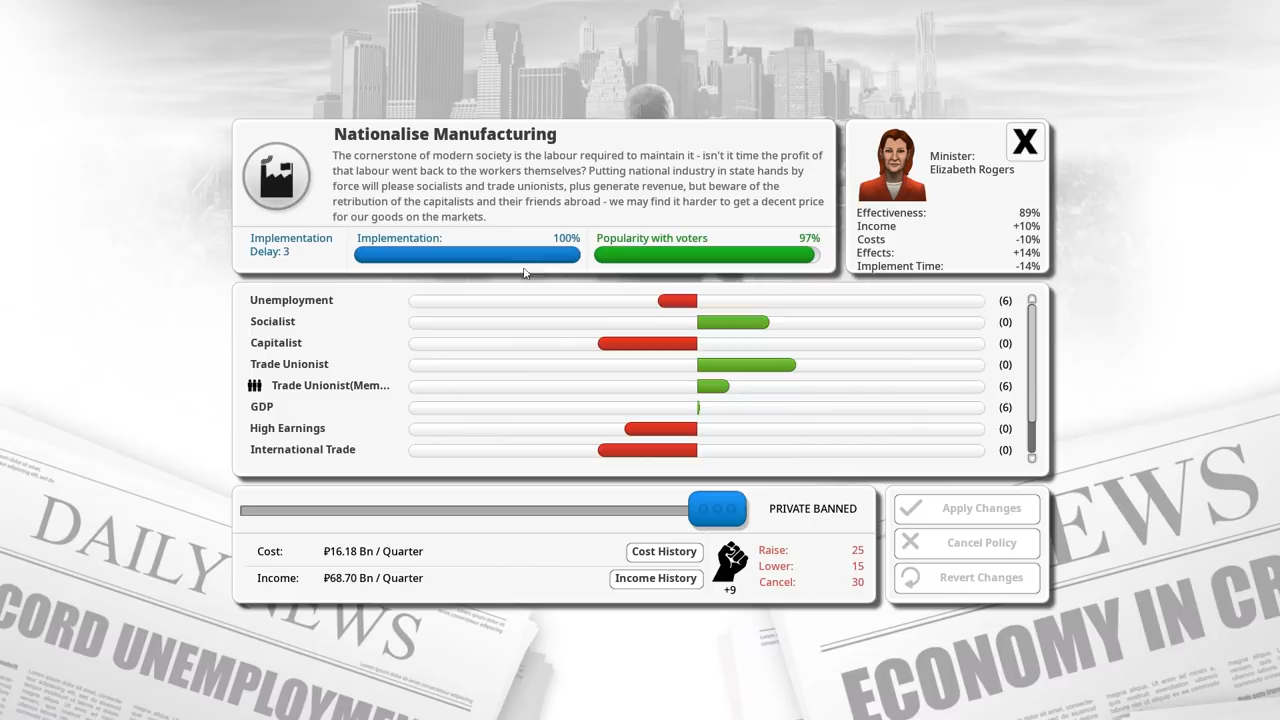 Nationalise Manufacturing
The cornerstone of modern society is the labour required to maintain it - isn't it time the profit of
that labour went back to the workers themselves? Putting national industry in state hands by
force will please socialists and trade unionists, plus generate revenue, but beware of the
retribution of the capitalists and their friends abroad - we may find it harder to get a decent price
for our goods on the markets.
Implementation
Delay: 3
Implementation: 100%
Popularity with voters 97%
X
Minister:
Elizabeth Rogers
Effectiveness: 89%
Income +10%
Costs -10%
Effects: +14%
Implement Time: -14%
Unemployment (6)
Socialist (0)
Capitalist (0)
Trade Unionist (0)
Trade Unionist(Mem... (6)
GDP (6)
High Earnings (0)
International Trade (0)
PRIVATE BANNED
Cost: ₽16.18 Bn / Quarter Cost History
Income: ₽68.70 Bn / Quarter Income History
+9
Raise: 25
Lower: 15
Cancel: 30
Apply Changes
Cancel Policy
Revert Changes
DAILY NEWS
CORD UNEMPLOYME
NEWS
ECONOMY IN CR